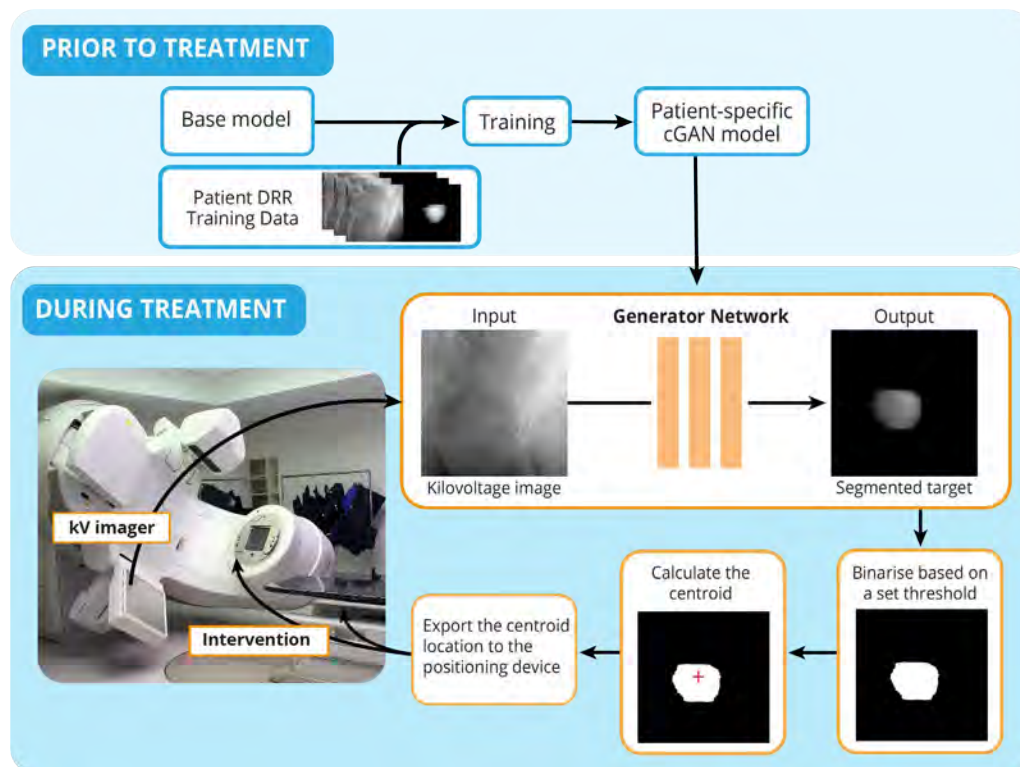 PRIOR TO TREATMENT
Base model
Training
Patient-specific
cGAN model
Patient DRR
Training Data
DURING TREATMENT
Input
Generator Network
Output
Kilovoltage image
Segmented target
kV imager
Intervention
Export the centroid
location to the
positioning device
Calculate the
centroid
Binarise based on
a set threshold